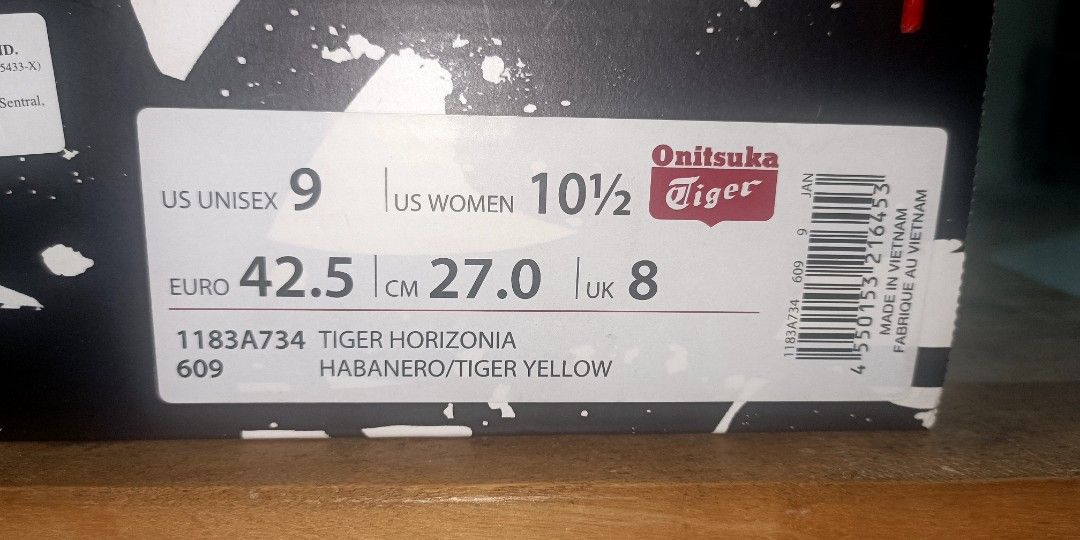 ID.
5433-X)
Sentral,
US UNISEX 9 US WOMEN 10½
Onitsuka
Tiger
EURO 42.5 CM 27.0 UK 8
1183A734 TIGER HORIZONIA
609 HABANERO/TIGER YELLOW
1183A734 609 9 JAN
4 550153 216453
MADE IN VIETNAM
FABRIQUE AU VIETNAM